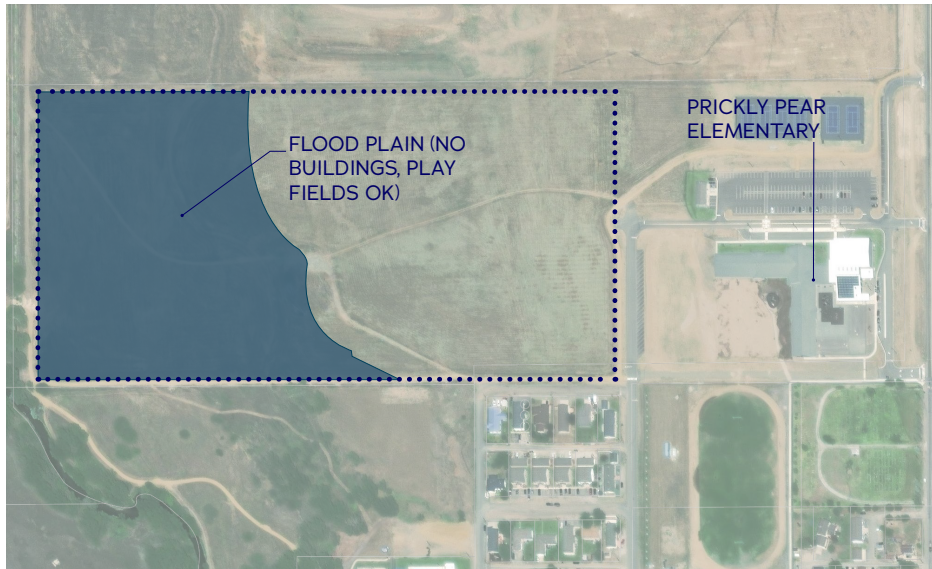 FLOOD PLAIN (NO
BUILDINGS, PLAY
FIELDS OK)
PRICKLY PEAR
ELEMENTARY